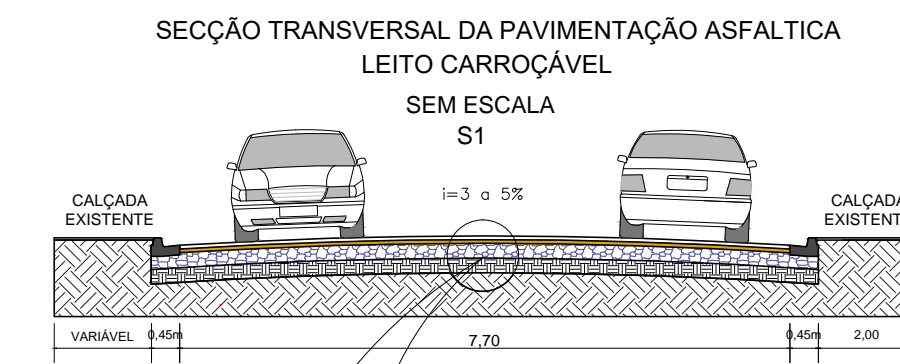 SECÇÃO TRANSVERSAL DA PAVIMENTAÇÃO ASFALTICA
LEITO CARROÇÁVEL
SEM ESCALA
S1
i=3 a 5%
CALÇADA
EXISTENTE
CALÇADA
EXISTENT
VARIÁVEL 0,45m 7,70 0,45m 2,00